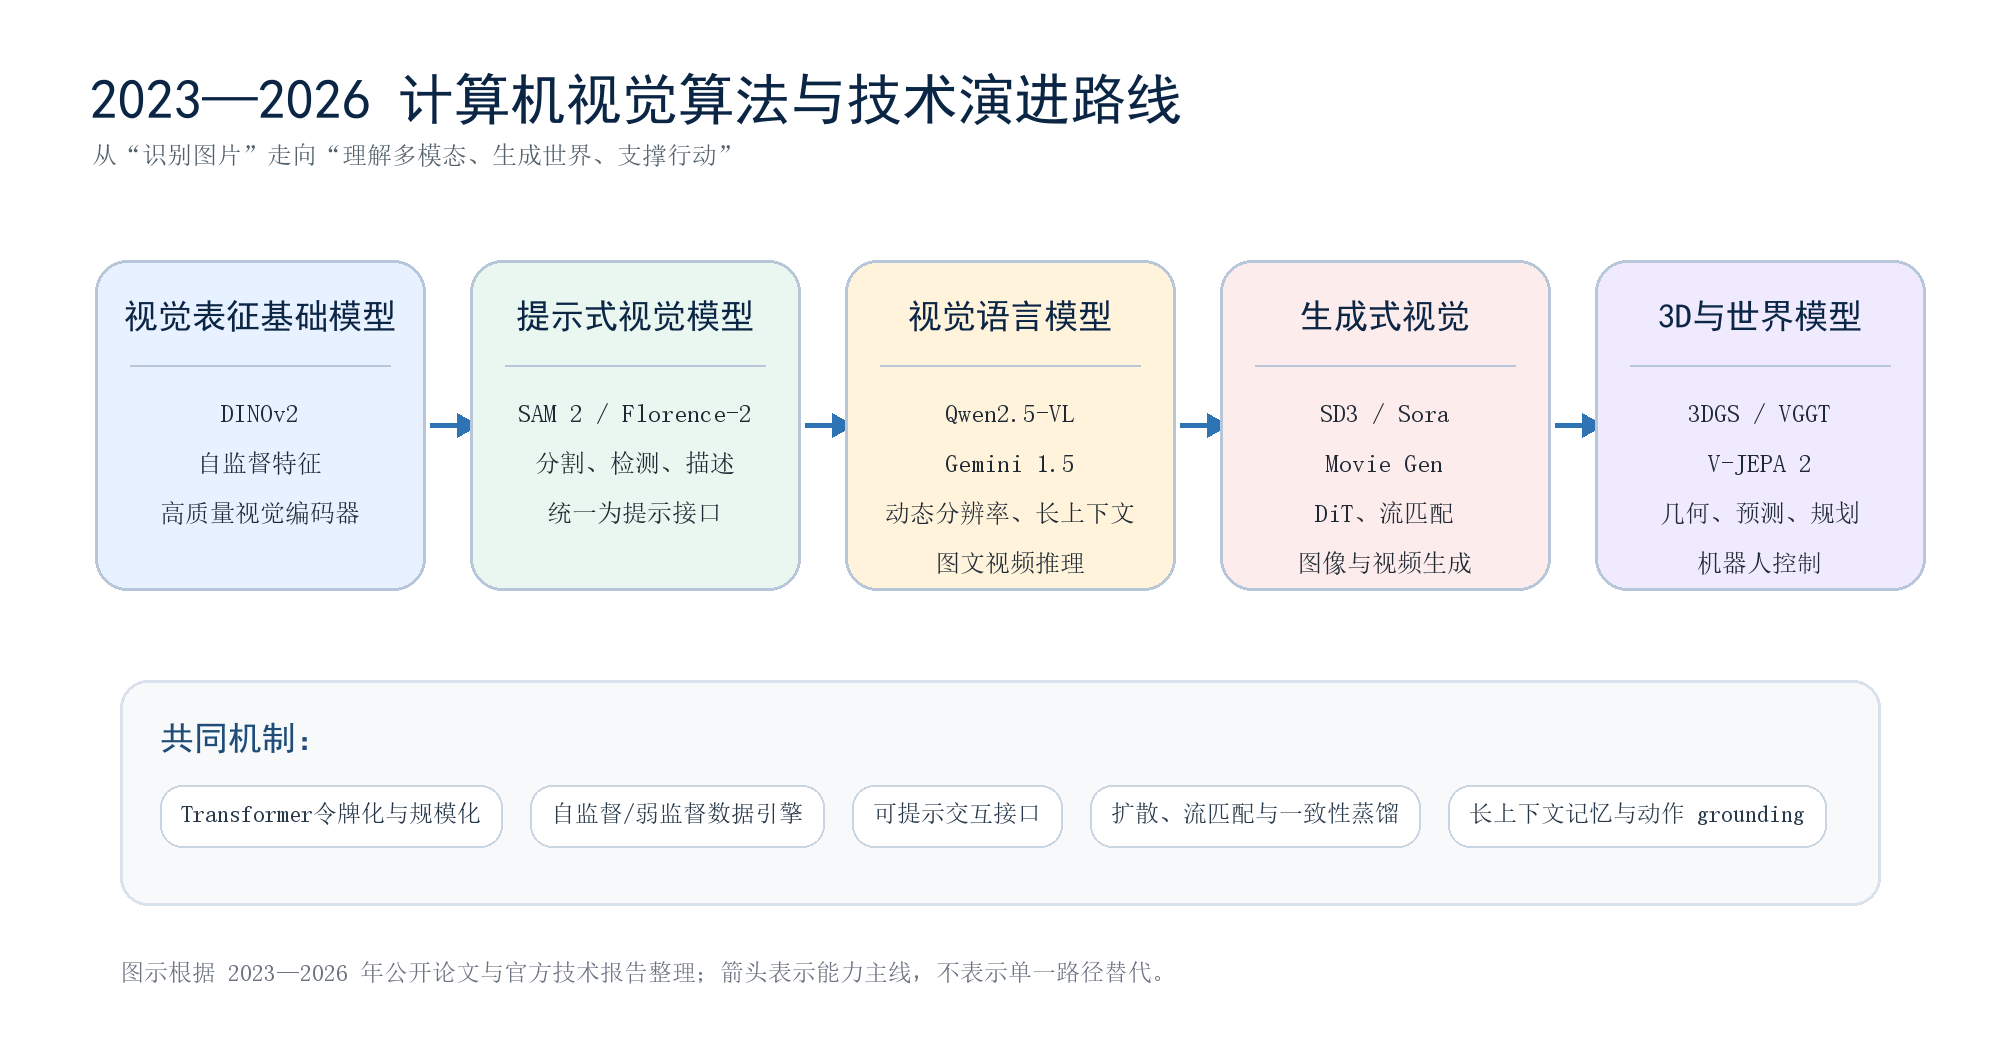 2023——2026 计算机视觉算法与技术演进路线
从“识别图片”走向“理解多模态、生成世界、支撑行动”
视觉表征基础模型
DINOv2
自监督特征
高质量视觉编码器
提示式视觉模型
SAM 2 / Florence-2
分割、检测、描述
统一为提示接口
视觉语言模型
Qwen2.5-VL
Gemini 1.5
动态分辨率、长上下文
图文视频推理
生成式视觉
SD3 / Sora
Movie Gen
DiT、流匹配
图像与视频生成
3D与世界模型
3DGS / VGGT
V-JEPA 2
几何、预测、规划
机器人控制
共同机制：
Transformer令牌化与规模化
自监督/弱监督数据引擎
可提示交互接口
扩散、流匹配与一致性蒸馏
长上下文记忆与动作 grounding
图示根据 2023—2026 年公开论文与官方技术报告整理；箭头表示能力主线，不表示单一路径替代。